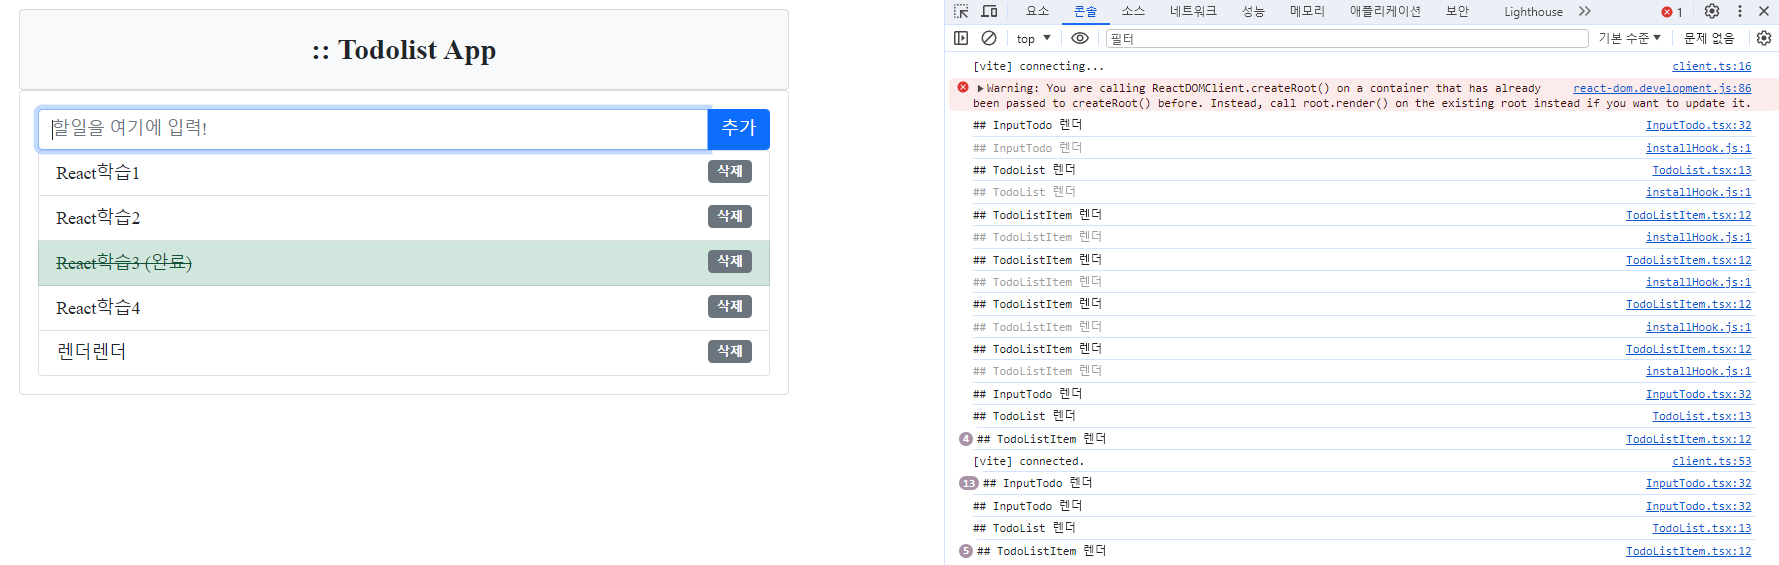 :: Todolist App
할일을 여기에 입력!
추가
React학습1
삭제
React학습2
삭제
React학습3 (완료)
삭제
React학습4
삭제
렌더렌더
삭제
요소 콘솔 소스 네트워크 성능 메모리 애플리케이션 보안 Lighthouse 1
top 필터 기본 수준 문제 없음
[vite] connecting... client.ts:16
Warning: You are calling ReactDOMClient.createRoot() on a container that has already react-dom.development.js:86
been passed to createRoot() before. Instead, call root.render() on the existing root instead if you want to update it.
## InputTodo 렌더 InputTodo.tsx:32
## InputTodo 렌더 installHook.js:1
## TodoList 렌더 TodoList.tsx:13
## TodoList 렌더 installHook.js:1
## TodoListItem 렌더 TodoListItem.tsx:12
## TodoListItem 렌더 installHook.js:1
## TodoListItem 렌더 TodoListItem.tsx:12
## TodoListItem 렌더 installHook.js:1
## TodoListItem 렌더 TodoListItem.tsx:12
## TodoListItem 렌더 installHook.js:1
## TodoListItem 렌더 TodoListItem.tsx:12
## TodoListItem 렌더 installHook.js:1
## InputTodo 렌더 InputTodo.tsx:32
## TodoList 렌더 TodoList.tsx:13
4 ## TodoListItem 렌더 TodoListItem.tsx:12
[vite] connected. client.ts:53
13 ## InputTodo 렌더 InputTodo.tsx:32
## InputTodo 렌더 InputTodo.tsx:32
## TodoList 렌더 TodoList.tsx:13
5 ## TodoListItem 렌더 TodoListItem.tsx:12